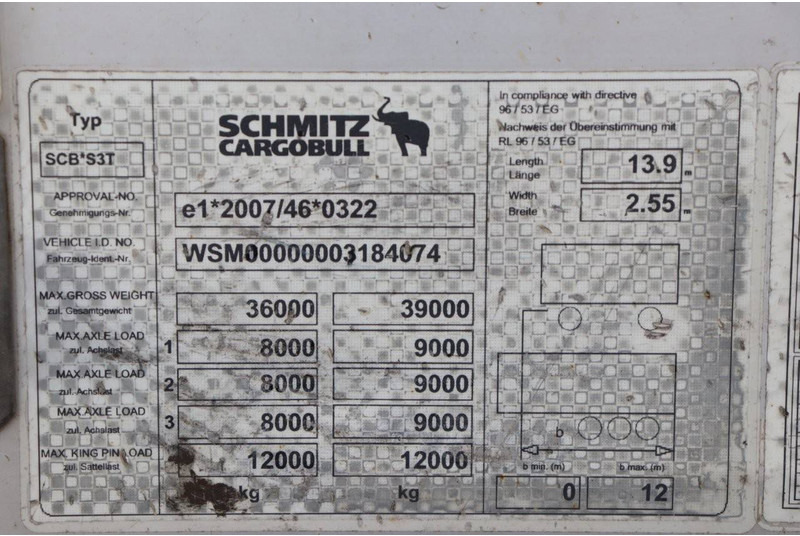 Typ
SCB*S3T
SCHMITZ
CARGOBULL
APPROVAL-NO.
Genehmigungs-Nr.
e1*2007/46*0322
VEHICLE I.D. NO.
Fahrzeug-Ident.-Nr.
WSM00000003184074
MAX.GROSS WEIGHT
zul. Gesamtgewicht
36000 39000
MAX.AXLE LOAD
zul. Achslast
1 8000 9000
MAX.AXLE LOAD
zul. Achslast
2 8000 9000
MAX.AXLE LOAD
zul. Achslast
3 8000 9000
MAX. KING PIN LOAD
zul. Sattellast
12000 12000
kg kg
In compliance with directive
96 / 53 / EG
Nachweis der Übereinstimmung mit
RL 96 / 53 / EG
Length
Länge
13.9 m
Width
Breite
2.55 m
b
b min. (m) b max. (m)
0 12